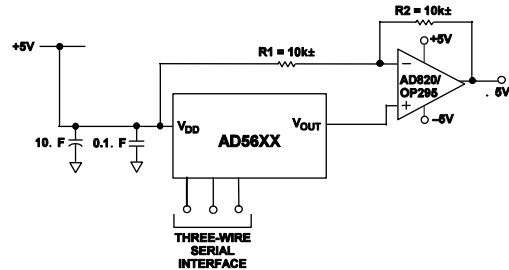 R2 = 10k±
+5V
R1 = 10k±
+5V
AD820/
OP295
. 5V
–5V
VDD
VOUT
AD56XX
10. F
0.1. F
THREE-WIRE
SERIAL
INTERFACE